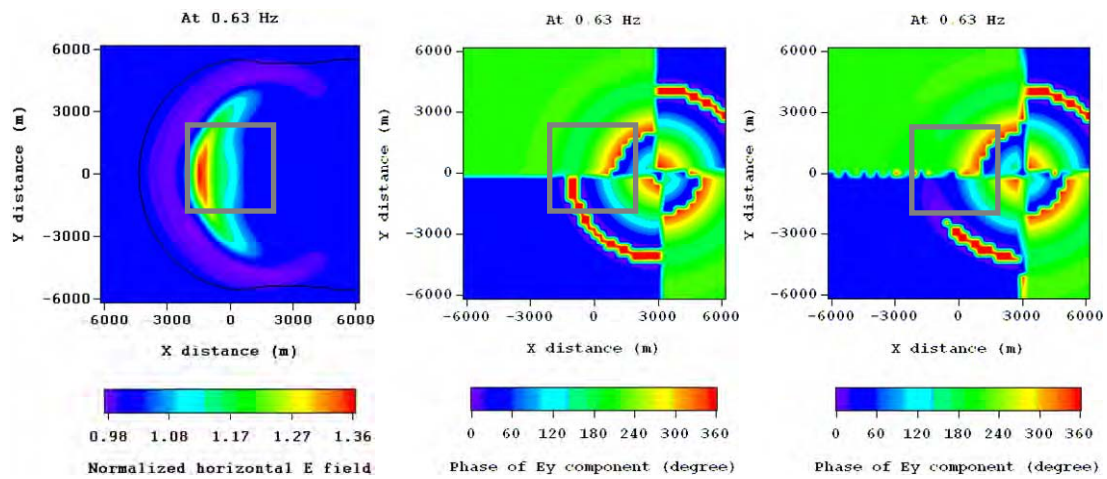 At 0.63 Hz
6000
3000
0
-3000
-6000
Y distance (m)
-6000 -3000 0 3000 6000
X distance (m)
0.98 1.08 1.17 1.27 1.36
Normalized horizontal E field
At 0.63 Hz
6000
3000
0
-3000
-6000
Y distance (m)
-6000 -3000 0 3000 6000
X distance (m)
0 60 120 180 240 300 360
Phase of Ey component (degree)
At 0.63 Hz
6000
3000
0
-3000
-6000
Y distance (m)
-6000 -3000 0 3000 6000
X distance (m)
0 60 120 180 240 300 360
Phase of Ey component (degree)